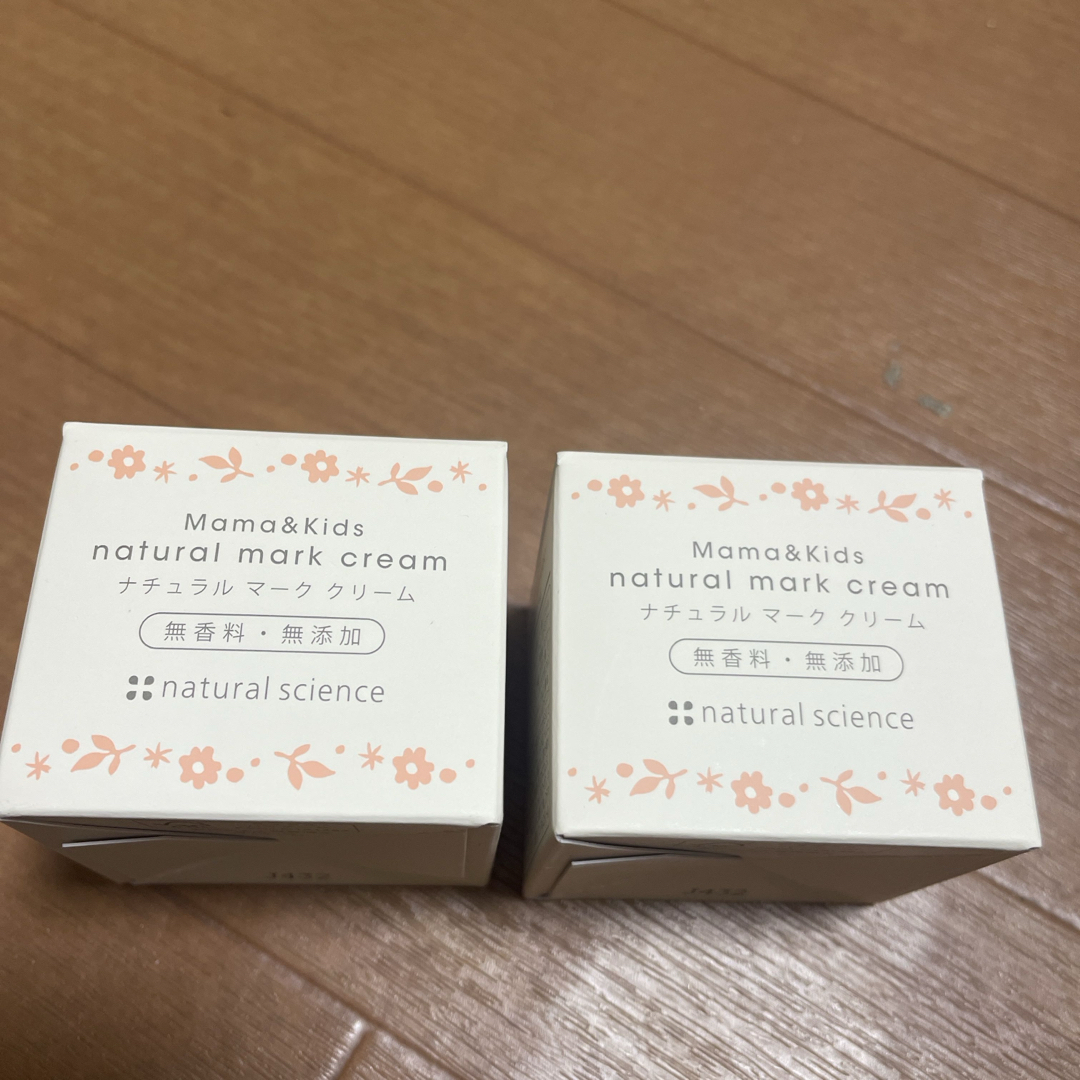 Mama&Kids
natural mark cream
ナチュラル マーク クリーム
無香料・無添加
natural science
J432
Mama&Kids
natural mark cream
ナチュラル マーク クリーム
無香料・無添加
natural science
J432